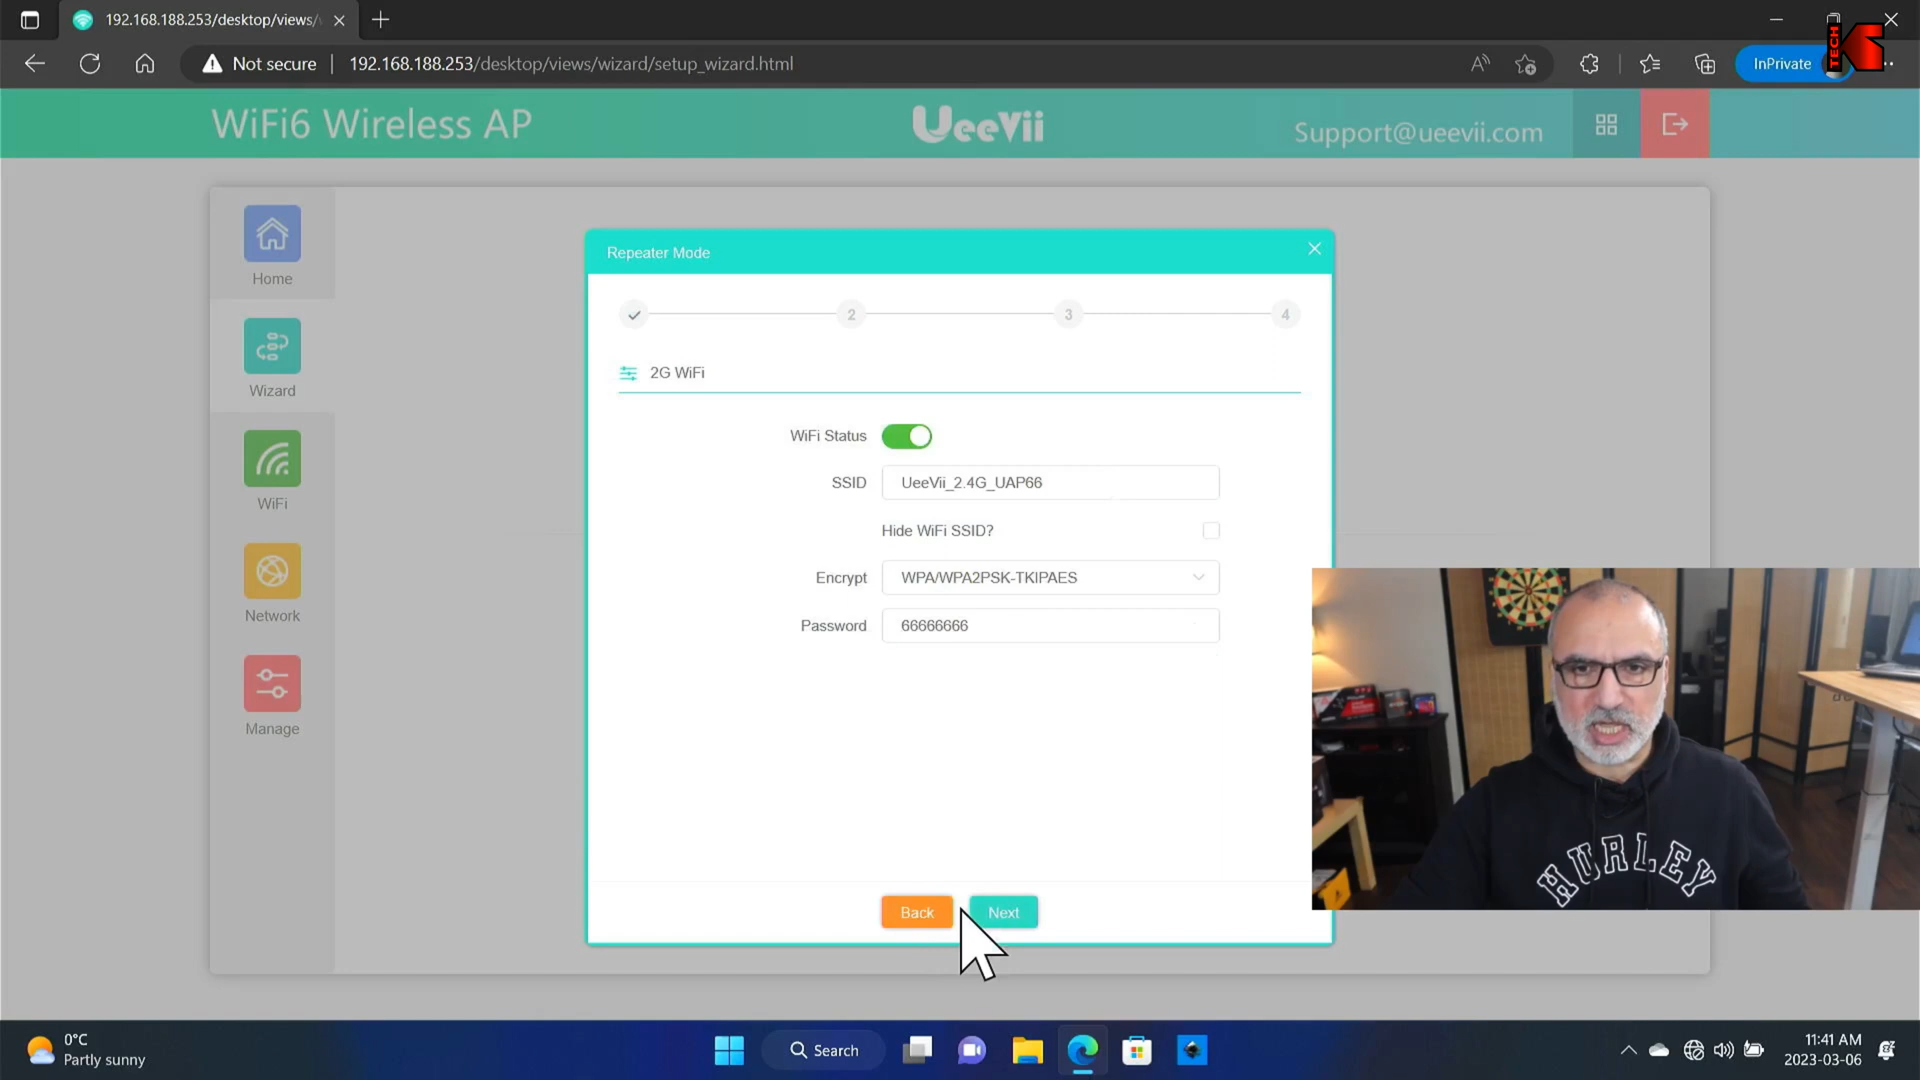 192.168.188.253/desktop/views/
Not secure
192.168.188.253/desktop/views/wizard/setup_wizard.html
InPrivate
TECH
K
WiFi6 Wireless AP
UeeVii
Support@ueevii.com
Home
Wizard
WiFi
Network
Manage
Repeater Mode
2
3
4
2G WiFi
WiFi Status
SSID
UeeVii_2.4G_UAP66
Hide WiFi SSID?
Encrypt
WPA/WPA2PSK-TKIPAES
Password
66666666
Back
Next
HURLEY
0°C
Partly sunny
Search
11:41 AM
2023-03-06